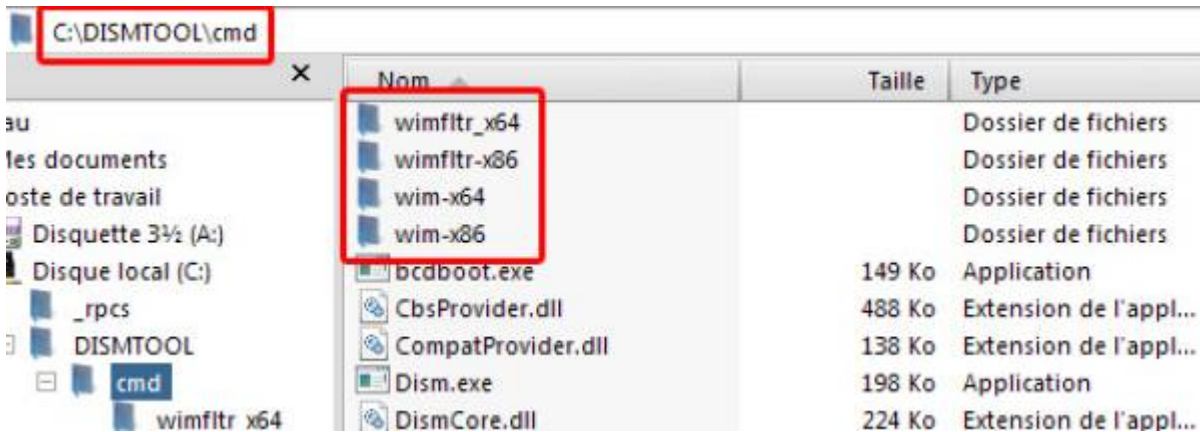 C:\DISMTOOL\cmd
Nom Taille Type
au
wimfltr_x64 Dossier de fichiers
Mes documents
wimfltr-x86 Dossier de fichiers
oste de travail
wim-x64 Dossier de fichiers
Disquette 3½ (A:)
wim-x86 Dossier de fichiers
Disque local (C:)
bcdboot.exe 149 Ko Application
_rpcs
CbsProvider.dll 488 Ko Extension de l'appl...
DISMTOOL
CompatProvider.dll 138 Ko Extension de l'appl...
cmd
Dism.exe 198 Ko Application
wimfltr_x64
DismCore.dll 224 Ko Extension de l'appl...